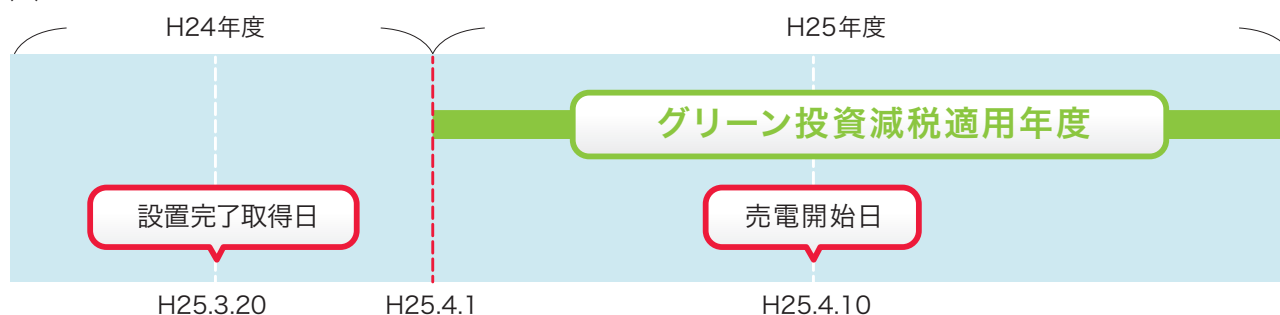 H24年度
H25年度
グリーン投資減税適用年度
設置完了取得日
売電開始日
H25.3.20
H25.4.1
H25.4.10